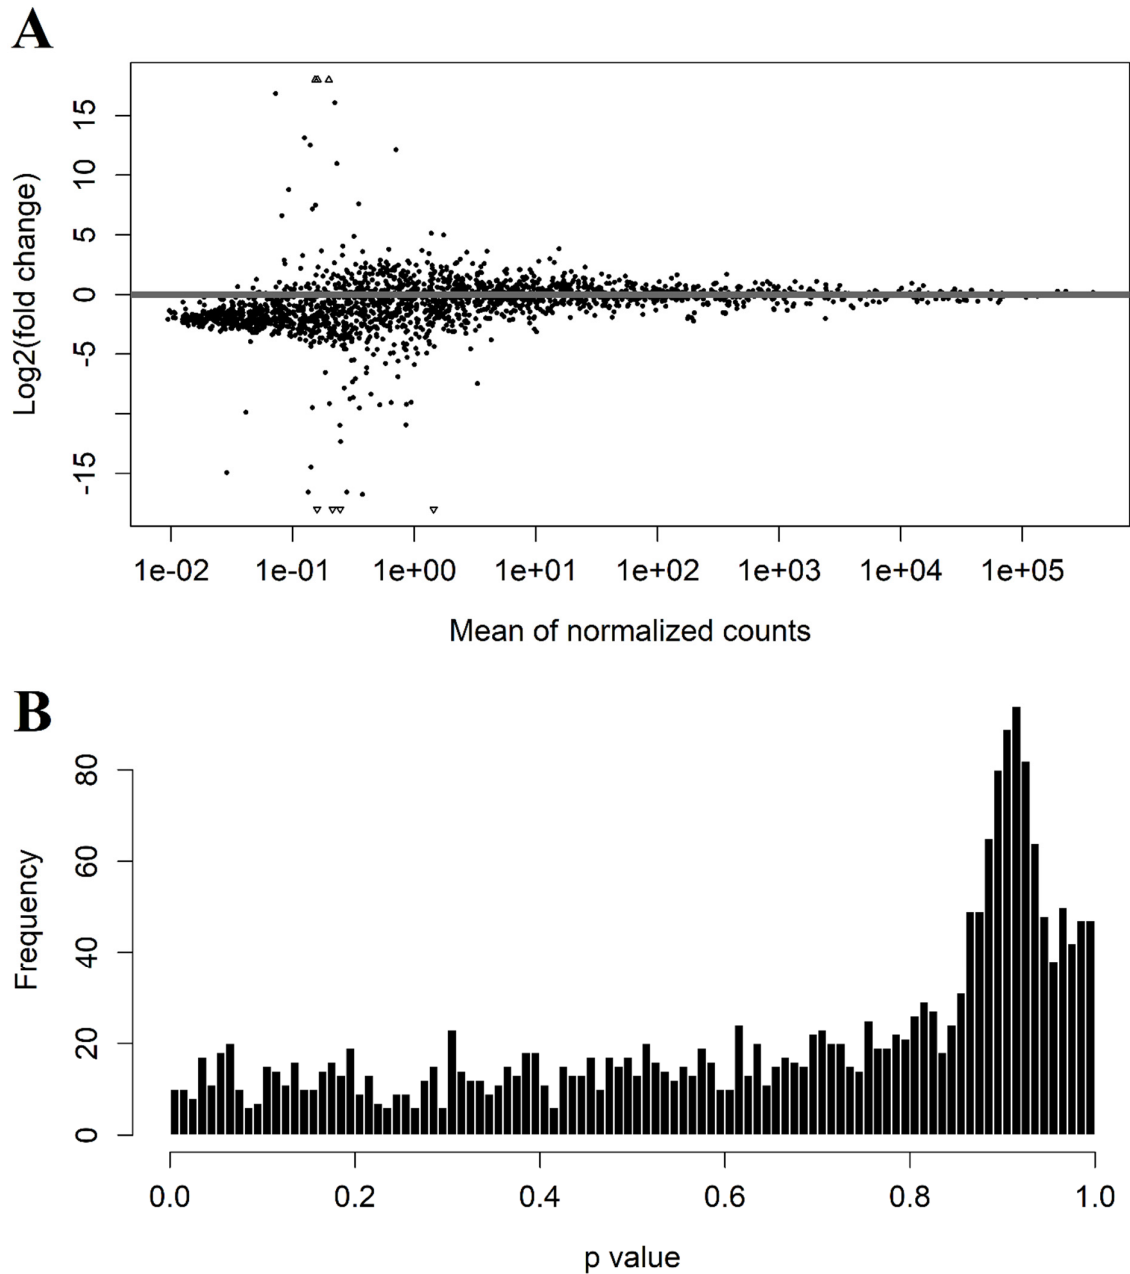 A
Log2(fold change)
15
10
5
0
-5
-15
1e-02 1e-01 1e+00 1e+01 1e+02 1e+03 1e+04 1e+05
Mean of normalized counts
B
Frequency
80
60
40
20
0
0.0 0.2 0.4 0.6 0.8 1.0
p value